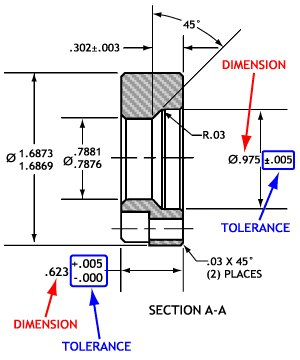 45°
.302±.003
DIMENSION
R.03
Ø 1.6873
1.6869
Ø .7881
.7876
Ø.975 ±.005
TOLERANCE
.03 X 45°
(2) PLACES
.623 +.005
-.000
SECTION A-A
DIMENSION
TOLERANCE